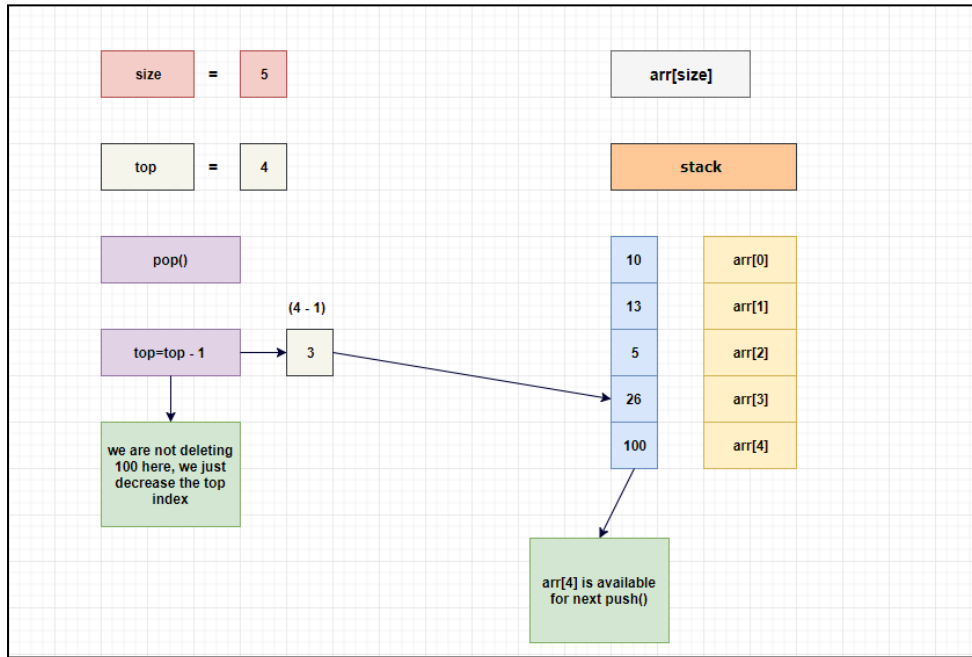 size = 5
arr[size]
top = 4
stack
pop()
10 arr[0]
13 arr[1]
(4 - 1)
top=top - 1 3
5 arr[2]
26 arr[3]
100 arr[4]
we are not deleting
100 here, we just
decrease the top
index
arr[4] is available
for next push()